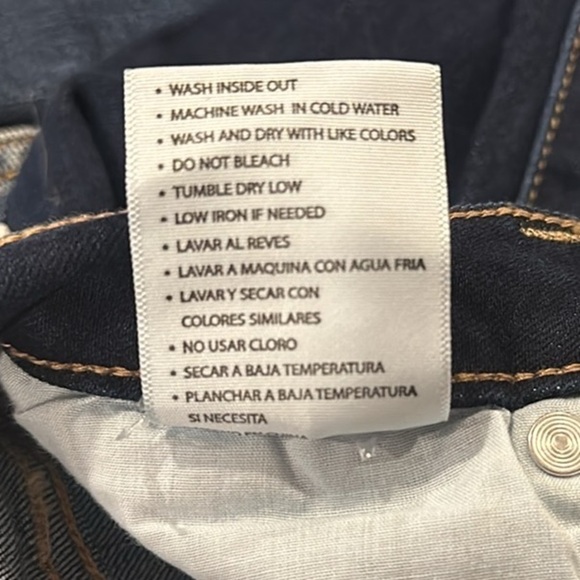 • WASH INSIDE OUT
• MACHINE WASH IN COLD WATER
• WASH AND DRY WITH LIKE COLORS
• DO NOT BLEACH
• TUMBLE DRY LOW
• LOW IRON IF NEEDED
• LAVAR AL REVES
• LAVAR A MAQUINA CON AGUA FRIA
• LAVAR Y SECAR CON
COLORES SIMILARES
• NO USAR CLORO
• SECAR A BAJA TEMPERATURA
• PLANCHAR A BAJA TEMPERATURA
SI NECESITA